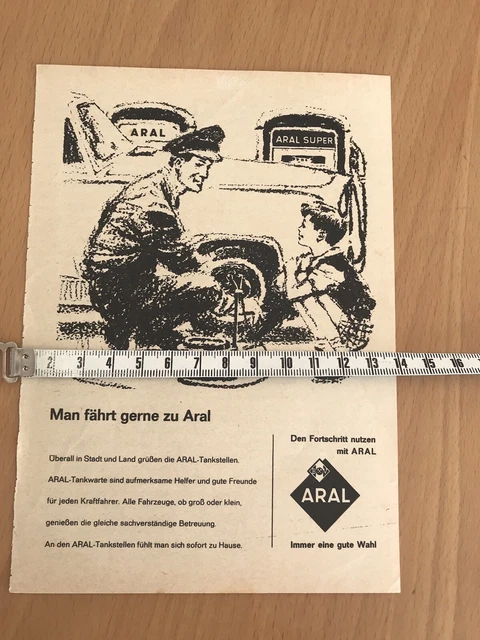 ARAL
ARAL SUPER
2 3 4 5 6 7 8 9 10 11 12 13 14 15 16
Man fährt gerne zu Aral
Überall in Stadt und Land grüßen die ARAL-Tankstellen.
ARAL-Tankwarte sind aufmerksame Helfer und gute Freunde
für jeden Kraftfahrer. Alle Fahrzeuge, ob groß oder klein,
genießen die gleiche sachverständige Betreuung.
An den ARAL-Tankstellen fühlt man sich sofort zu Hause.
Den Fortschritt nutzen
mit ARAL
ARAL
Immer eine gute Wahl